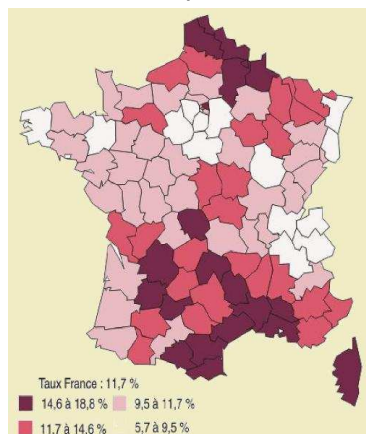 Taux France : 11,7 %
14,6 à 18,8 % 9,5 à 11,7 %
11,7 à 14,6 % 5,7 à 9,5 %